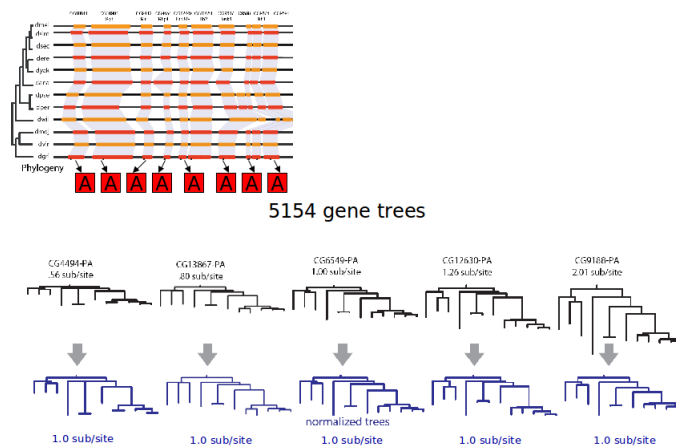 dmel
dsim
dsec
dere
dyak
dana
dpse
dper
dwil
dmoj
dvir
dgri
Phylogeny
A A A A A A A
5154 gene trees
CG4494-PA CG13867-PA CG6549-PA CG12630-PA CG9188-PA
.56 sub/site .80 sub/site 1.00 sub/site 1.26 sub/site 2.01 sub/site
normalized trees
1.0 sub/site 1.0 sub/site 1.0 sub/site 1.0 sub/site 1.0 sub/site